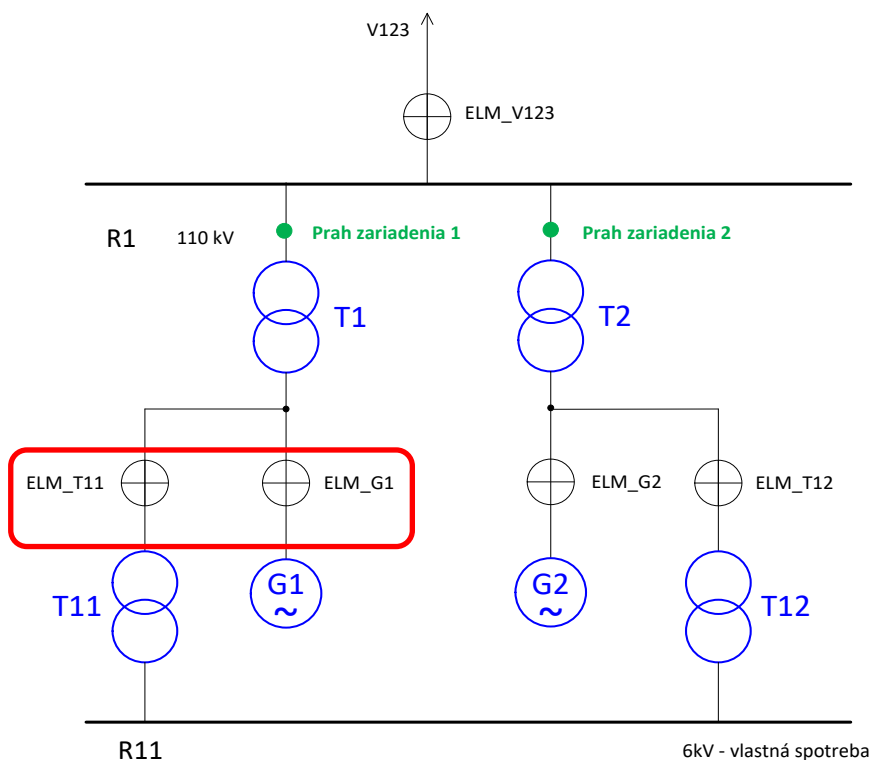 V123
ELM_V123
R1
110 kV
Prah zariadenia 1
Prah zariadenia 2
T1
T2
ELM_T11
ELM_G1
ELM_G2
ELM_T12
T11
G1
~
G2
~
T12
R11
6kV - vlastná spotreba